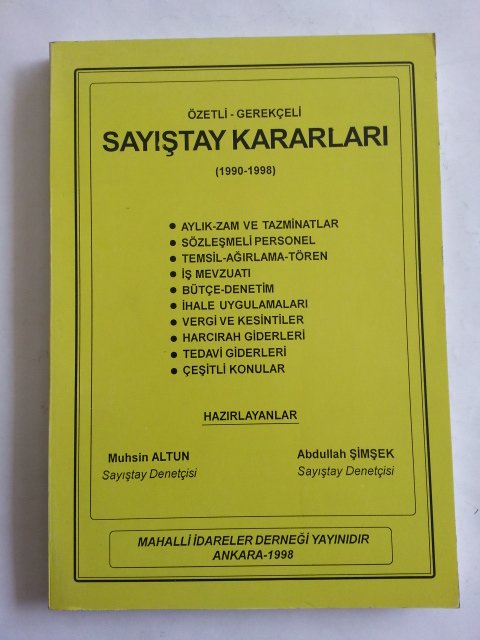 ÖZETLİ - GEREKÇELİ
SAYIŞTAY KARARLARI
(1990-1998)
● AYLIK-ZAM VE TAZMİNATLAR
● SÖZLEŞMELİ PERSONEL
● TEMSİL-AĞIRLAMA-TÖREN
● İŞ MEVZUATI
● BÜTÇE-DENETİM
● İHALE UYGULAMALARI
● VERGİ VE KESİNTİLER
● HARCIRAH GİDERLERİ
● TEDAVİ GİDERLERİ
● ÇEŞİTLİ KONULAR
HAZIRLAYANLAR
Muhsin ALTUN
Sayıştay Denetçisi
Abdullah ŞİMŞEK
Sayıştay Denetçisi
MAHALLİ İDARELER DERNEĞİ YAYINIDIR
ANKARA-1998